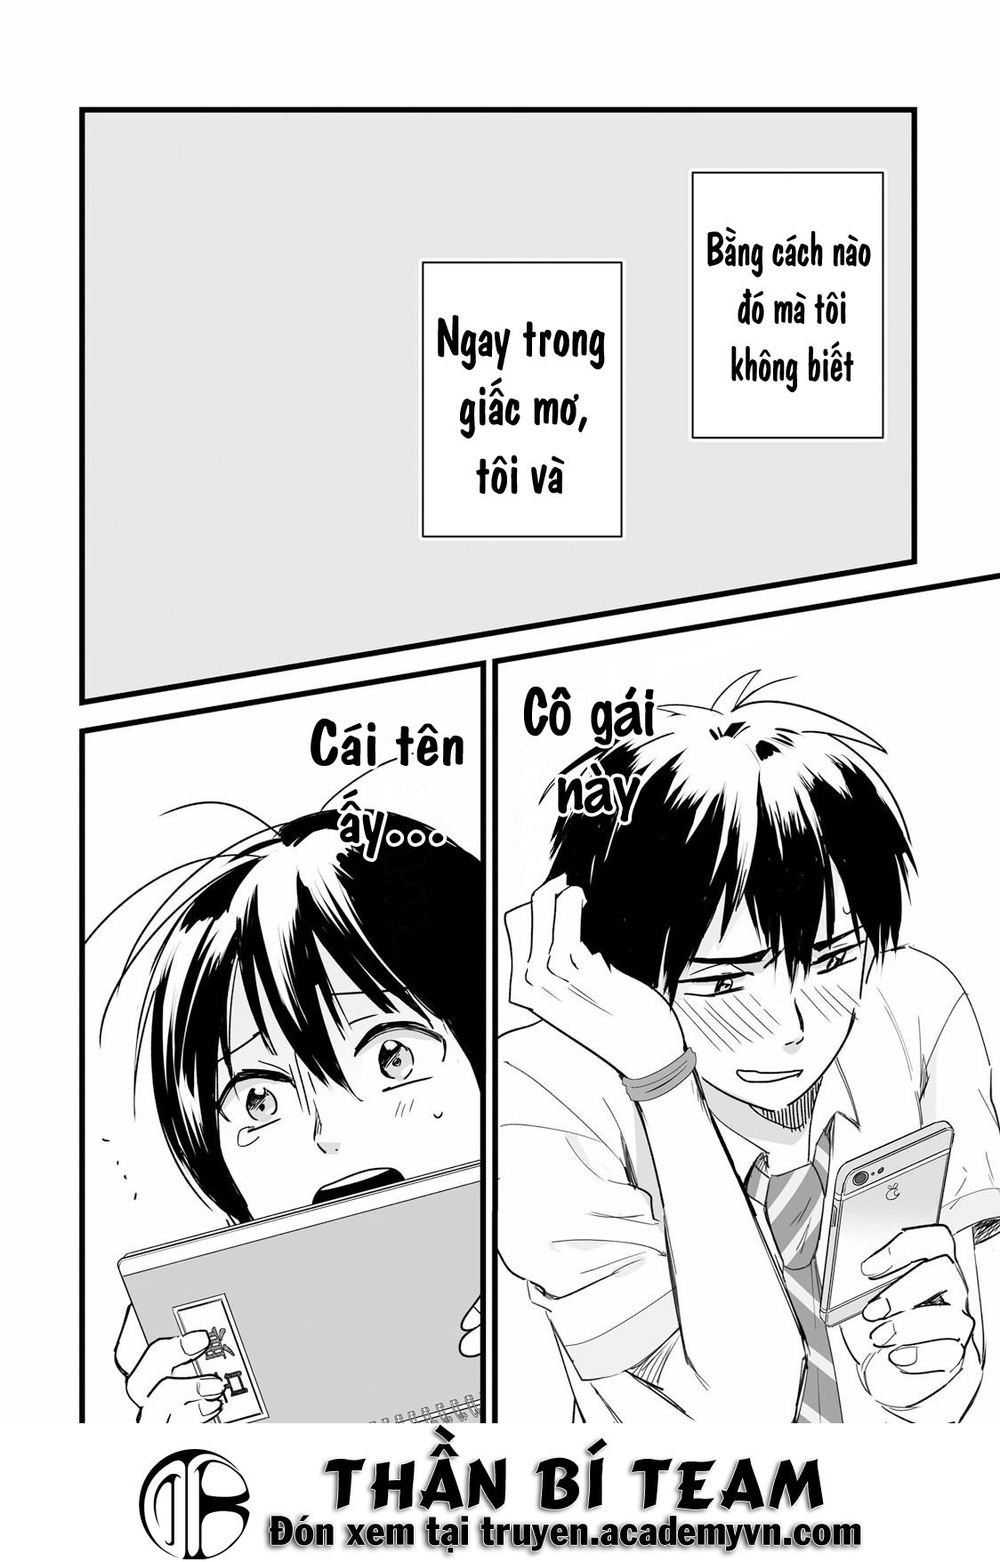 Bằng cách nào
đó mà tôi
không biết
Ngay trong
giấc mơ,
tôi và
Cô gái
này
Cái tên
ấy...
THẦN BÍ TEAM
Đón xem tại truyen.academyvn.com